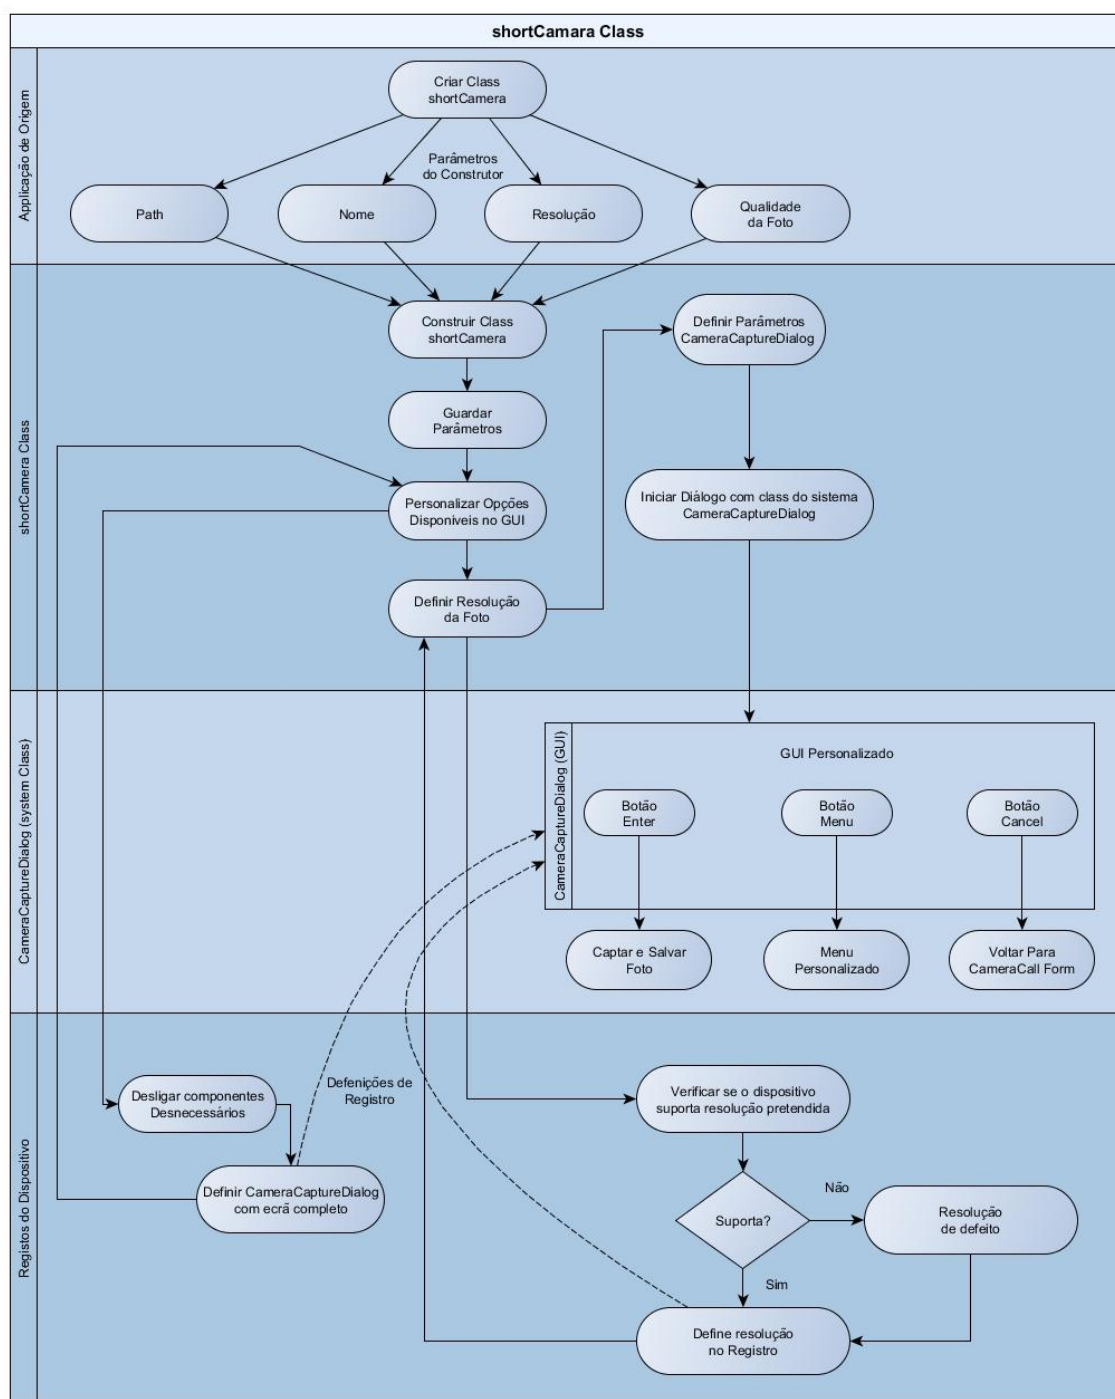 shortCamara Class
Applicação de Origem
Criar Class
shortCamera
Parâmetros
do Construtor
Path
Nome
Resolução
Qualidade
da Foto
shortCamera Class
Construir Class
shortCamera
Definir Parâmetros
CameraCaptureDialog
Guardar
Parâmetros
Personalizar Opções
Disponiveis no GUI
Iniciar Diálogo com class do sistema
CameraCaptureDialog
Definir Resolução
da Foto
CameraCaptureDialog (system Class)
CameraCaptureDialog (GUI)
GUI Personalizado
Botão
Enter
Botão
Menu
Botão
Cancel
Captar e Salvar
Foto
Menu
Personalizado
Voltar Para
CameraCall Form
Registos do Dispositivo
Desligar componentes
Desnecessários
Defenições de
Registro
Verificar se o dispositivo
suporta resolução pretendida
Definir CameraCaptureDialog
com ecrã completo
Suporta?
Não
Resolução
de defeito
Sim
Define resolução
no Registro